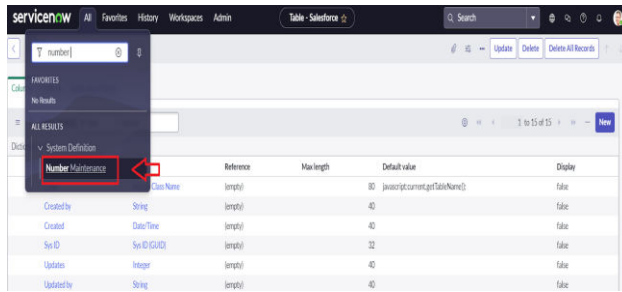 servicenow All Favorites History Workspaces Admin Table - Salesforce Search
number Update Delete Delete All Records
FAVORITES
No Results
ALL RESULTS 1 to 15 of 15 New
System Definition
Number Maintenance Reference Max length Default value Display
Class Name (empty) 80 javascript:current.getTableName(); false
Created by String (empty) 40 false
Created Date/Time (empty) 40 false
Sys ID Sys ID (GUID) (empty) 32 false
Updates Integer (empty) 40 false
Updated by String (empty) 40 false